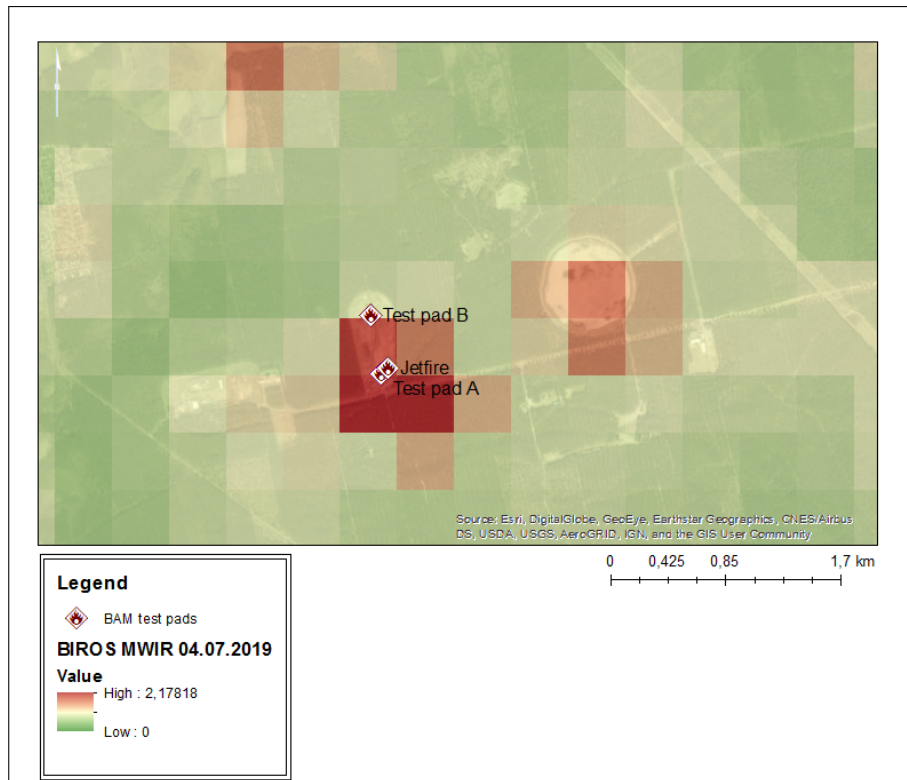 Test pad B
Jetfire
Test pad A
Source: Esri, DigitalGlobe, GeoEye, Earthstar Geographics, CNES/Airbus
DS, USDA, USGS, AeroGRID, IGN, and the GIS User Community
0 0,425 0,85 1,7 km
Legend
BAM test pads
BIROS MWIR 04.07.2019
Value
High : 2,17818
Low : 0